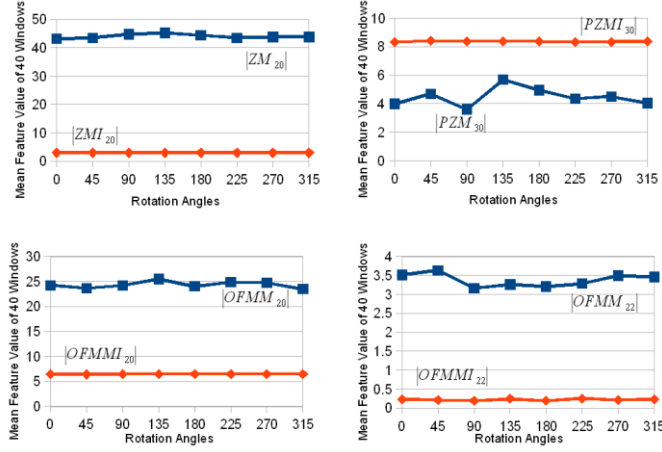 Mean Feature Value of 40 Windows
50
40
30
20
10
0
|ZM 20|
|ZMI 20|
0 45 90 135 180 225 270 315
Rotation Angles
Mean Feature Value of 40 Windows
10
8
6
4
2
0
|PZMI 30|
|PZM 30|
0 45 90 135 180 225 270 315
Rotation Angles
Mean Feature Value of 40 Windows
30
25
20
15
10
5
0
|OFMM 20|
|OFMMI 20|
0 45 90 135 180 225 270 315
Rotation Angles
Mean Feature Value of 40 Windows
4
3.5
3
2.5
2
1.5
1
0.5
0
|OFMM 22|
|OFMMI 22|
0 45 90 135 180 225 270 315
Rotation Angles